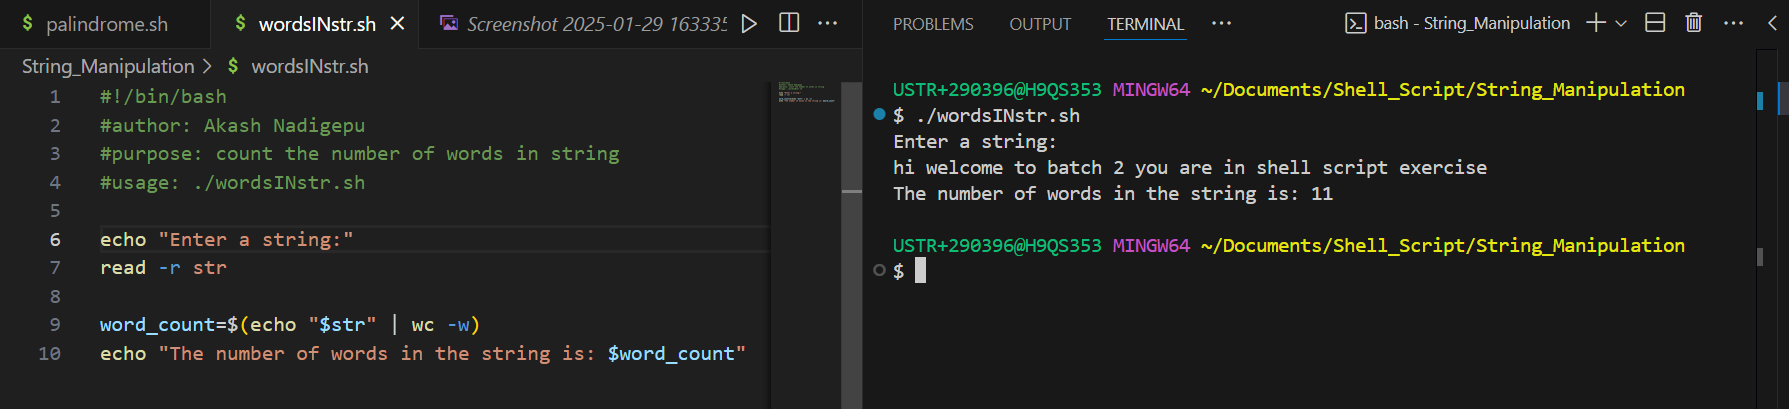 palindrome.sh
wordsINstr.sh
Screenshot 2025-01-29 163335
String_Manipulation > $ wordsINstr.sh
1 #!/bin/bash
2 #author: Akash Nadigepu
3 #purpose: count the number of words in string
4 #usage: ./wordsINstr.sh
5
6 echo "Enter a string:"
7 read -r str
8
9 word_count=$(echo "$str" | wc -w)
10 echo "The number of words in the string is: $word_count"
PROBLEMS OUTPUT TERMINAL ···
bash - String_Manipulation
USTR+290396@H9QS353 MINGW64 ~/Documents/Shell_Script/String_Manipulation
$ ./wordsINstr.sh
Enter a string:
hi welcome to batch 2 you are in shell script exercise
The number of words in the string is: 11
USTR+290396@H9QS353 MINGW64 ~/Documents/Shell_Script/String_Manipulation
$